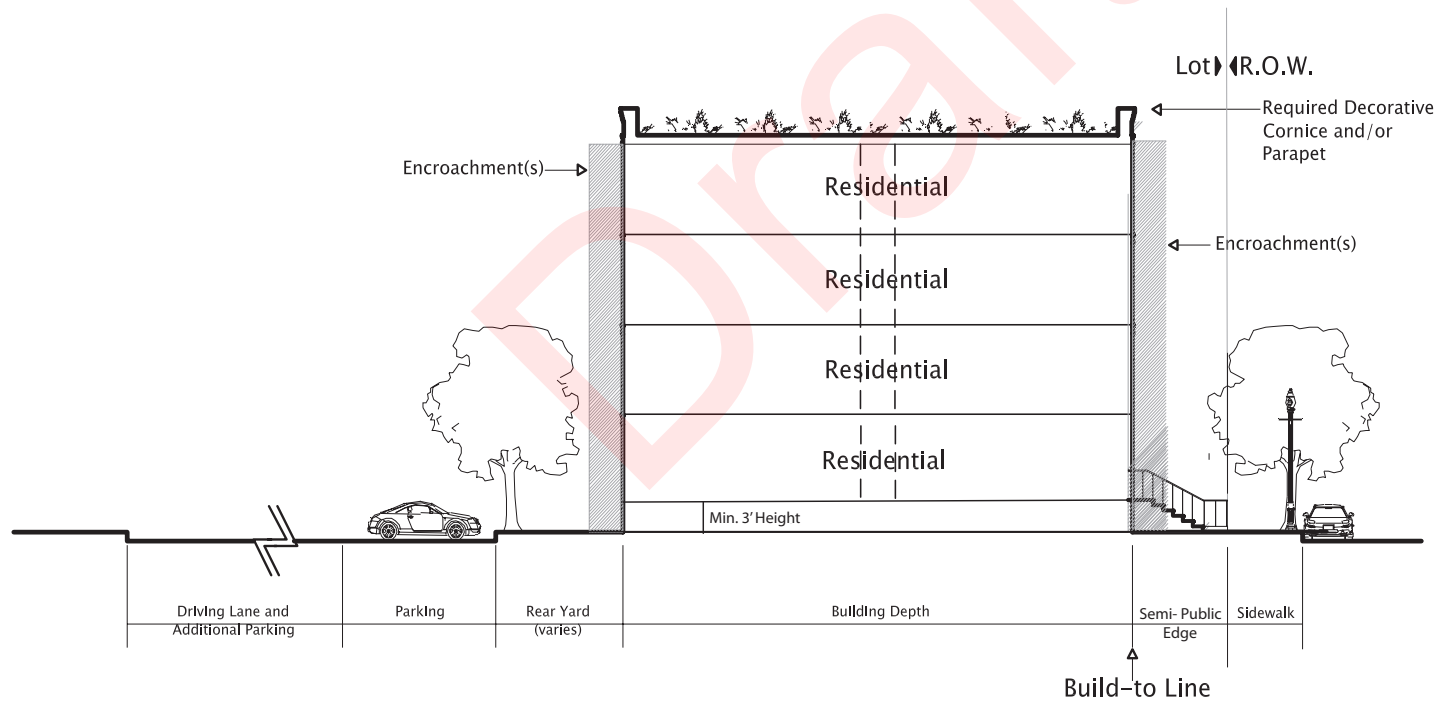 Lot R.O.W.
Required Decorative
Cornice and/or
Parapet
Encroachment(s)
Residential
Encroachment(s)
Residential
Residential
Residential
Min. 3' Height
Driving Lane and
Additional Parking
Parking
Rear Yard
(varies)
Building Depth
Semi- Public
Edge
Sidewalk
Build-to Line
Draft